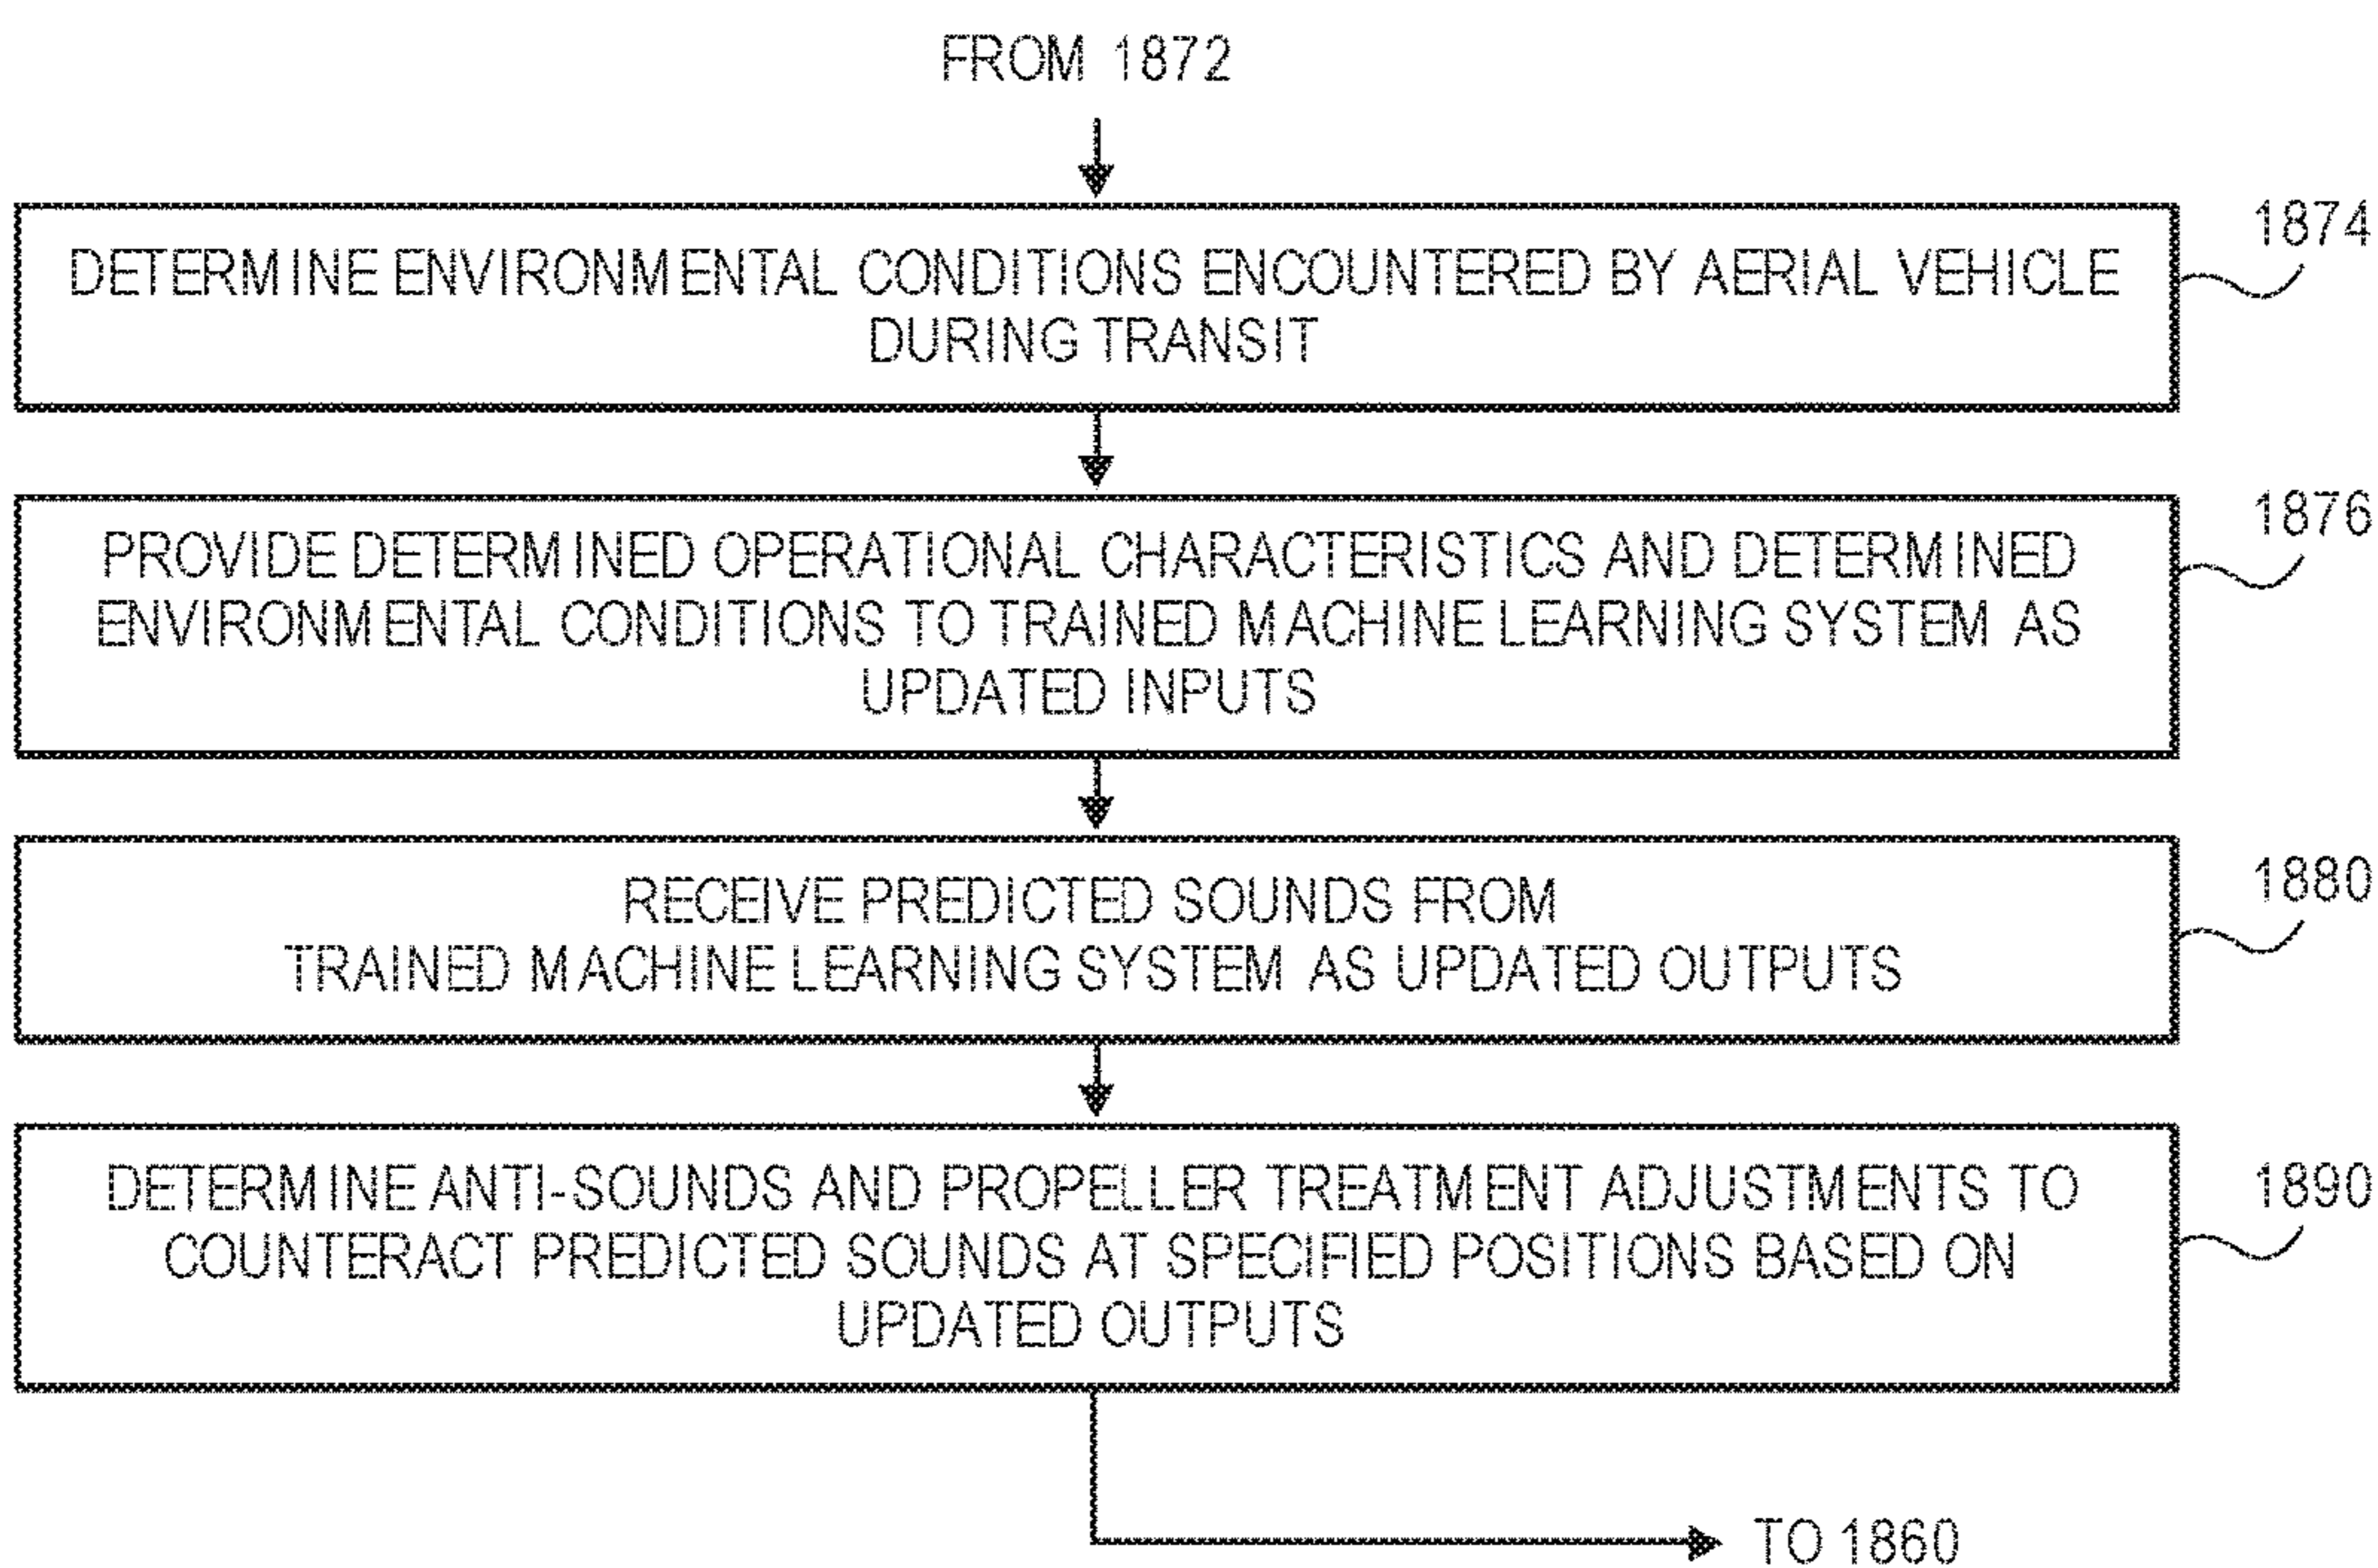 FROM 1872
1874
DETERMINE ENVIRONMENTAL CONDITIONS ENCOUNTERED BY AERIAL VEHICLE
DURING TRANSIT
1876
PROVIDE DETERMINED OPERATIONAL CHARACTERISTICS AND DETERMINED
ENVIRONMENTAL CONDITIONS TO TRAINED MACHINE LEARNING SYSTEM AS
UPDATED INPUTS
1880
RECEIVE PREDICTED SOUNDS FROM
TRAINED MACHINE LEARNING SYSTEM AS UPDATED OUTPUTS
1890
DETERMINE ANTI-SOUNDS AND PROPELLER TREATMENT ADJUSTMENTS TO
COUNTERACT PREDICTED SOUNDS AT SPECIFIED POSITIONS BASED ON
UPDATED OUTPUTS
TO 1860